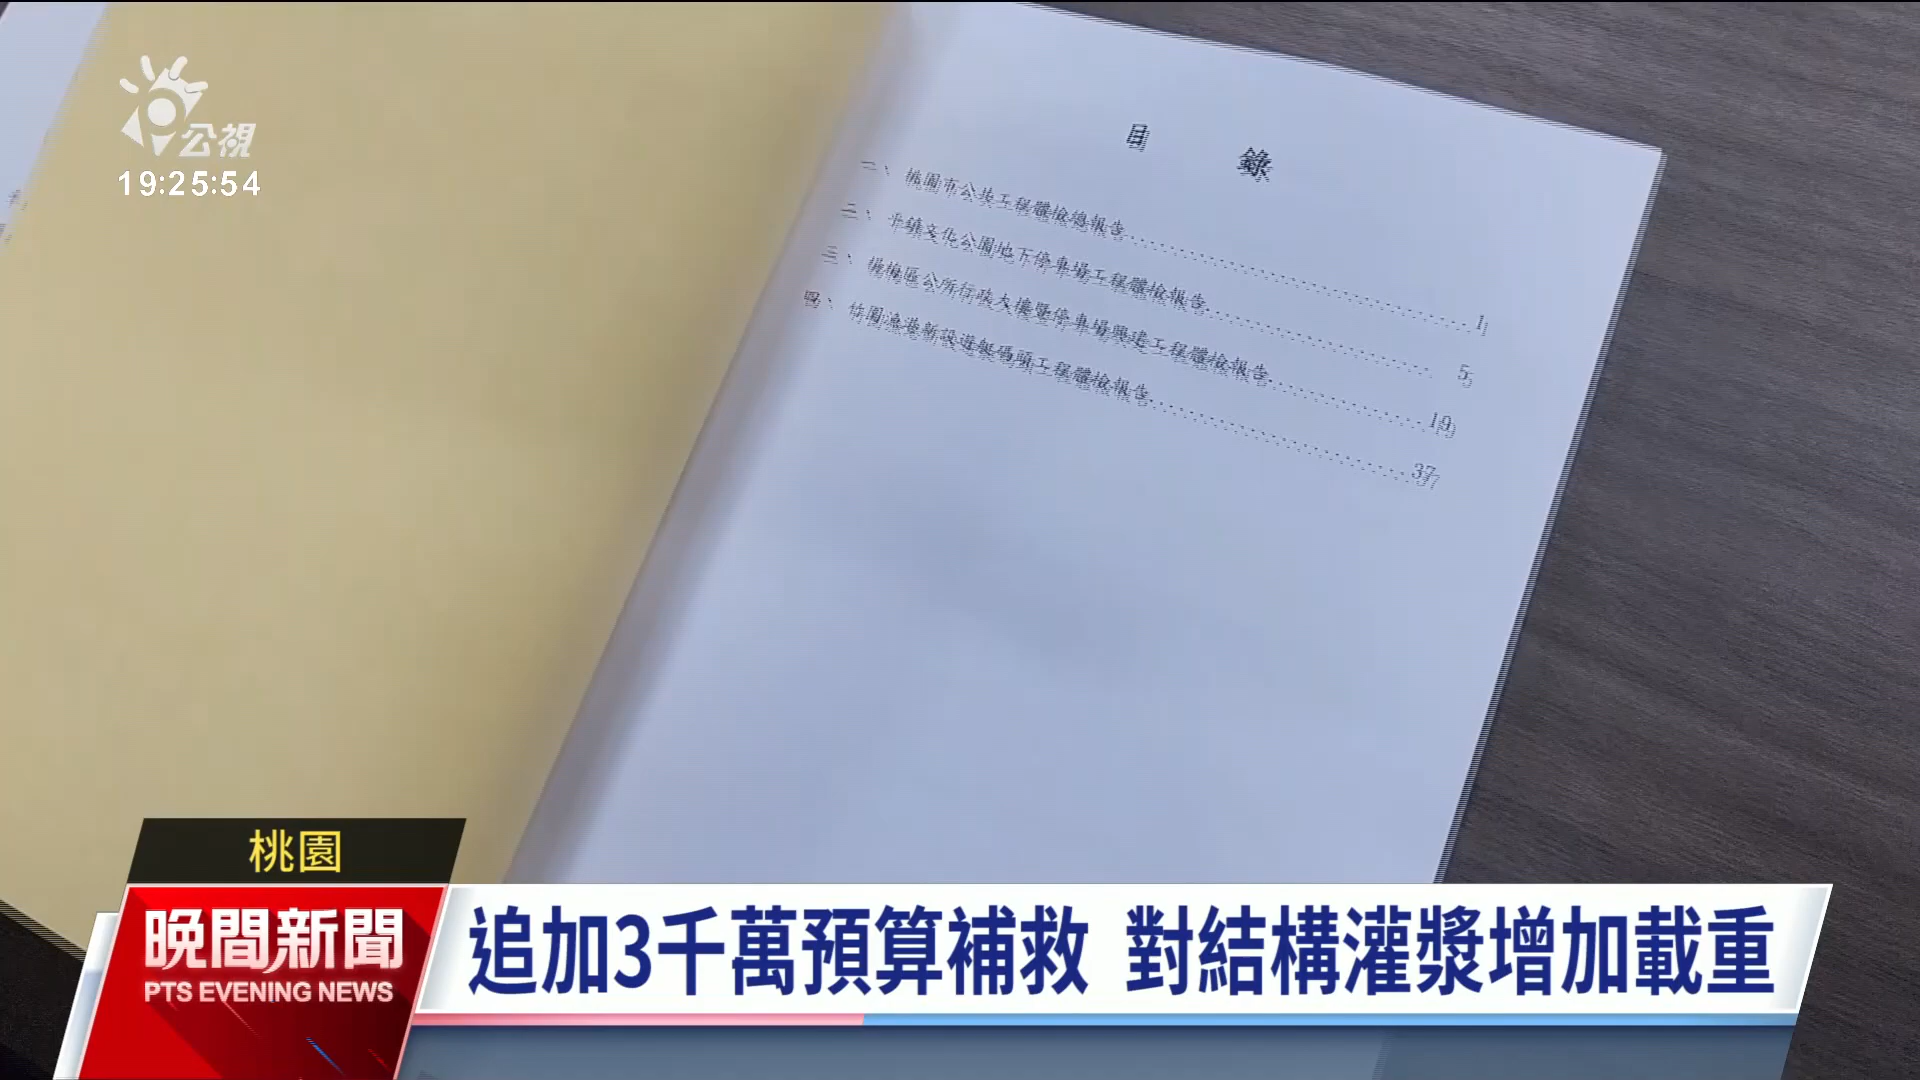 公視
19:25:54
目 錄
一、桃園市公共工程體檢總報告 1
二、平鎮文化公園地下停車場工程體檢報告 5
三、楊梅區公所行政大樓暨停車場興建工程體檢報告 19
四、竹圍漁港新設遊艇碼頭工程體檢報告 37
桃園
晚間新聞
PTS EVENING NEWS
追加3千萬預算補救 對結構灌漿增加載重